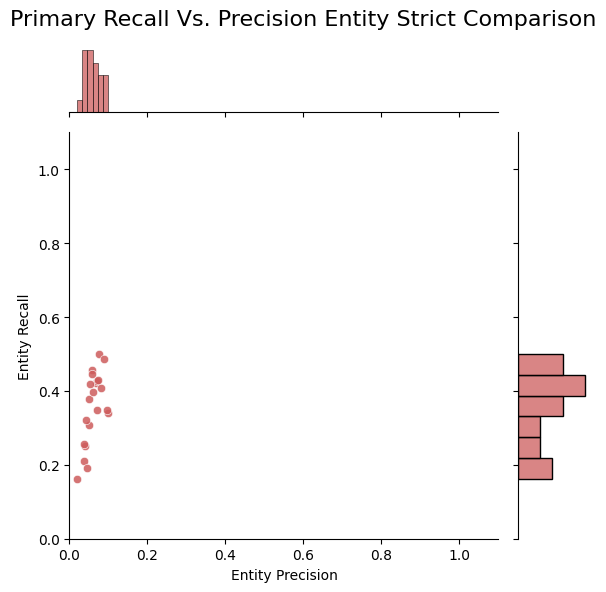 Primary Recall Vs. Precision Entity Strict Comparison
1.0
0.8
0.6
0.4
0.2
0.0
Entity Recall
0.0 0.2 0.4 0.6 0.8 1.0
Entity Precision